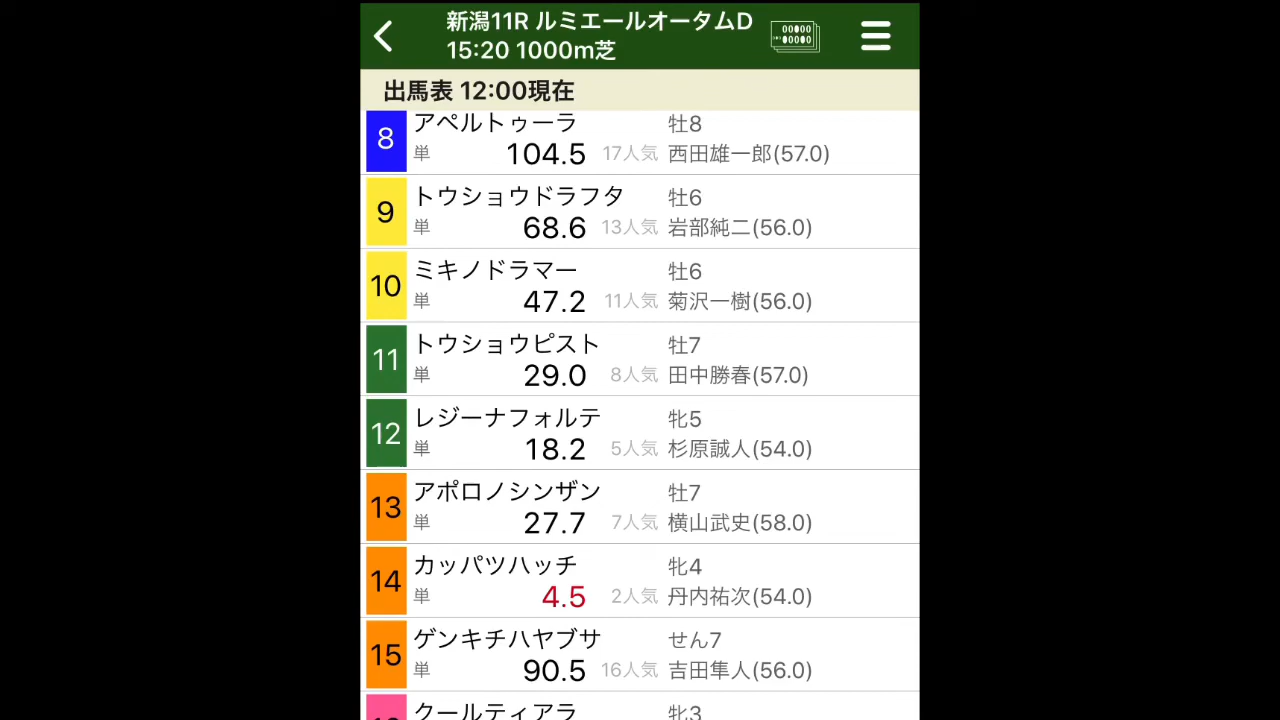 新潟11R ルミエールオータムD
15:20 1000m芝
出馬表 12:00現在
8 アペルトゥーラ 牡8
単 104.5 17人気 西田雄一郎(57.0)
9 トウショウドラフタ 牡6
単 68.6 13人気 岩部純二(56.0)
10 ミキノドラマー 牡6
単 47.2 11人気 菊沢一樹(56.0)
11 トウショウピスト 牡7
単 29.0 8人気 田中勝春(57.0)
12 レジーナフォルテ 牝5
単 18.2 5人気 杉原誠人(54.0)
13 アポロノシンザン 牡7
単 27.7 7人気 横山武史(58.0)
14 カッパツハッチ 牝4
単 4.5 2人気 丹内祐次(54.0)
15 ゲンキチハヤブサ せん7
単 90.5 16人気 吉田隼人(56.0)
クールティアラ 牝3